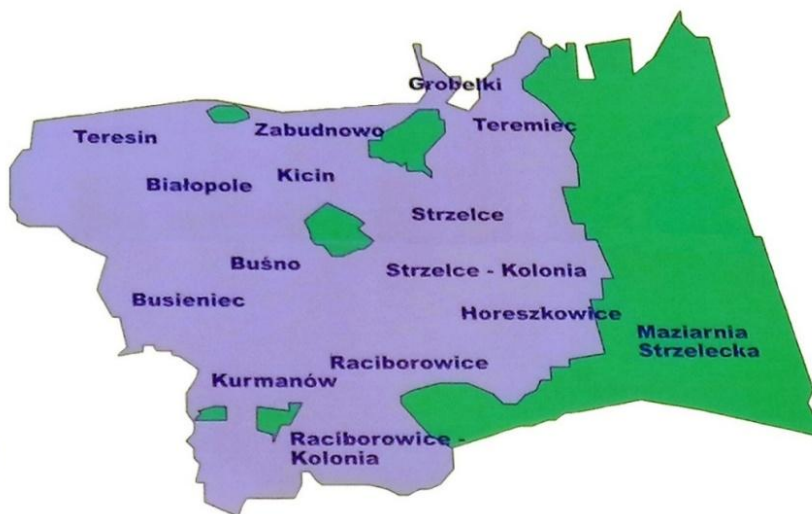 Grobelki
Teresin
Zabudnowo
Teremiec
Białopole
Kicin
Strzelce
Buśno
Strzelce - Kolonia
Busieniec
Horeszkowice
Maziarnia
Strzelecka
Raciborowice
Kurmanów
Raciborowice -
Kolonia